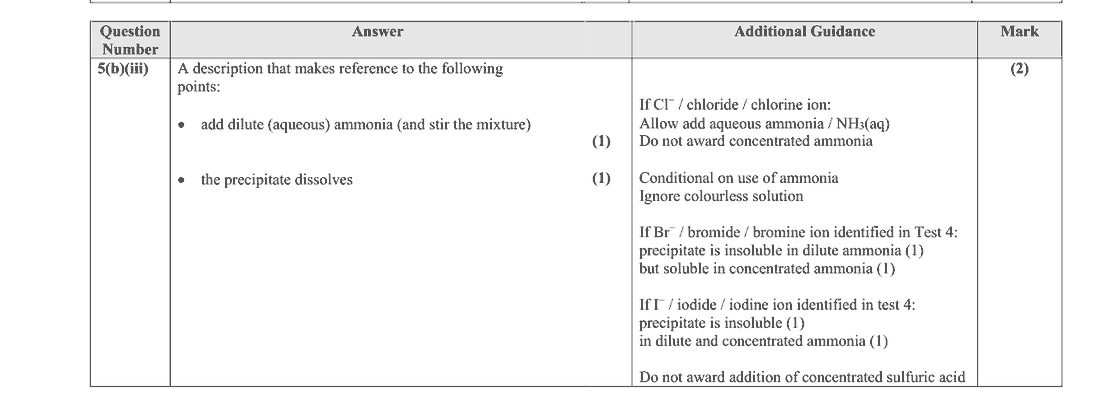 Question Number
Answer
Additional Guidance
Mark
5(b)(iii)
A description that makes reference to the following
points:
• add dilute (aqueous) ammonia (and stir the mixture)
(1)
• the precipitate dissolves
(1)
If Cl⁻ / chloride / chlorine ion:
Allow add aqueous ammonia / NH₃(aq)
Do not award concentrated ammonia
Conditional on use of ammonia
Ignore colourless solution
If Br⁻ / bromide / bromine ion identified in Test 4:
precipitate is insoluble in dilute ammonia (1)
but soluble in concentrated ammonia (1)
If I⁻ / iodide / iodine ion identified in test 4:
precipitate is insoluble (1)
in dilute and concentrated ammonia (1)
Do not award addition of concentrated sulfuric acid
(2)